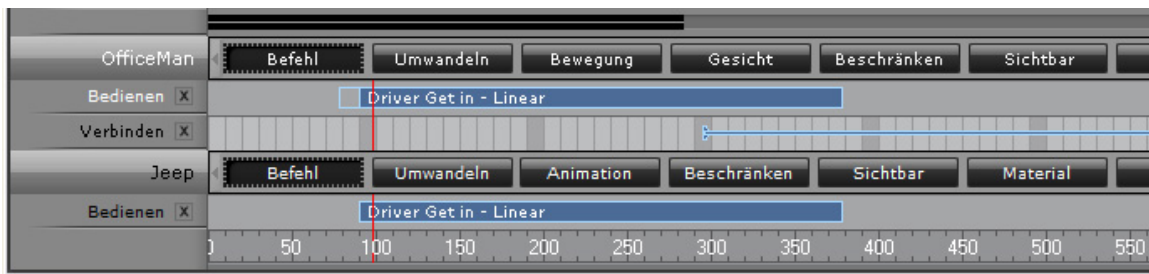 OfficeMan Befehl Umwandeln Bewegung Gesicht Beschränken Sichtbar
Bedienen X Driver Get in - Linear
Verbinden X
Jeep Befehl Umwandeln Animation Beschränken Sichtbar Material
Bedienen X Driver Get in - Linear
0 50 100 150 200 250 300 350 400 450 500 550